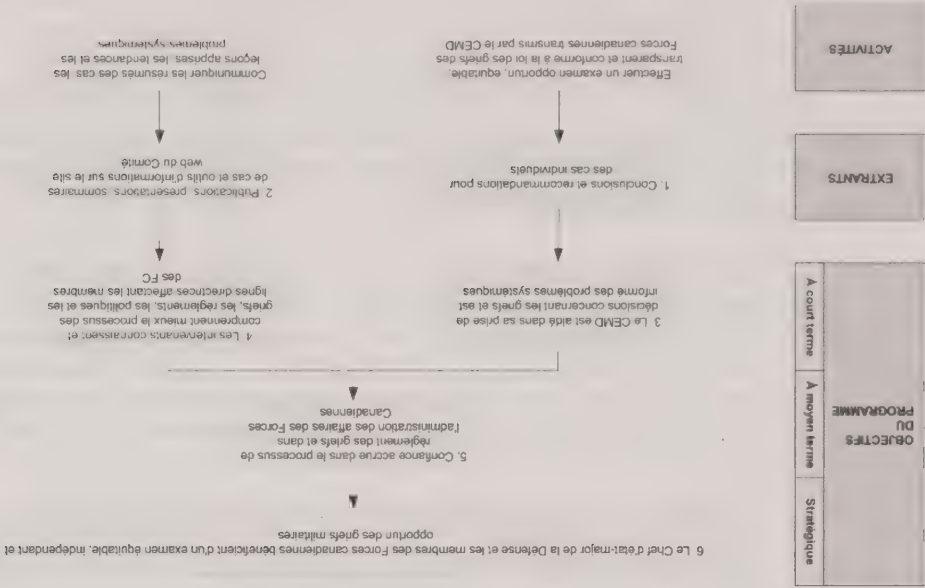 OBJECTIFS
DU
PROGRAMME
Stratégique
À moyen terme
À court terme
6 Le Chef d'état-major de la Défense et les membres des Forces canadiennes bénéficient d'un examen équitable, indépendant et
opportun des griefs militaires
5. Confiance accrue dans le processus de
règlement des griefs et dans
l'administration des affaires des Forces
Canadiennes
3 Le CEMD est aidé dans sa prise de
décisions concernant les griefs et est
informé des problèmes systémiques
4 Les intervenants connaissent et
comprennent mieux le processus des
griefs, les règlements, les politiques et les
lignes directrices affectant les membres
des FC
EXTRANTS
1. Conclusions et recommandations pour
des cas individuels
2 Publications, présentations, sommaires
de cas et outils d'informations sur le site
web du Comité
ACTIVITÉS
Effectuer un examen opportun, équitable,
transparent et conforme à la loi des griefs des
Forces canadiennes transmis par le CEMD
Communiquer les résumés des cas, les
leçons apprises, les tendances et les
problèmes systémiques